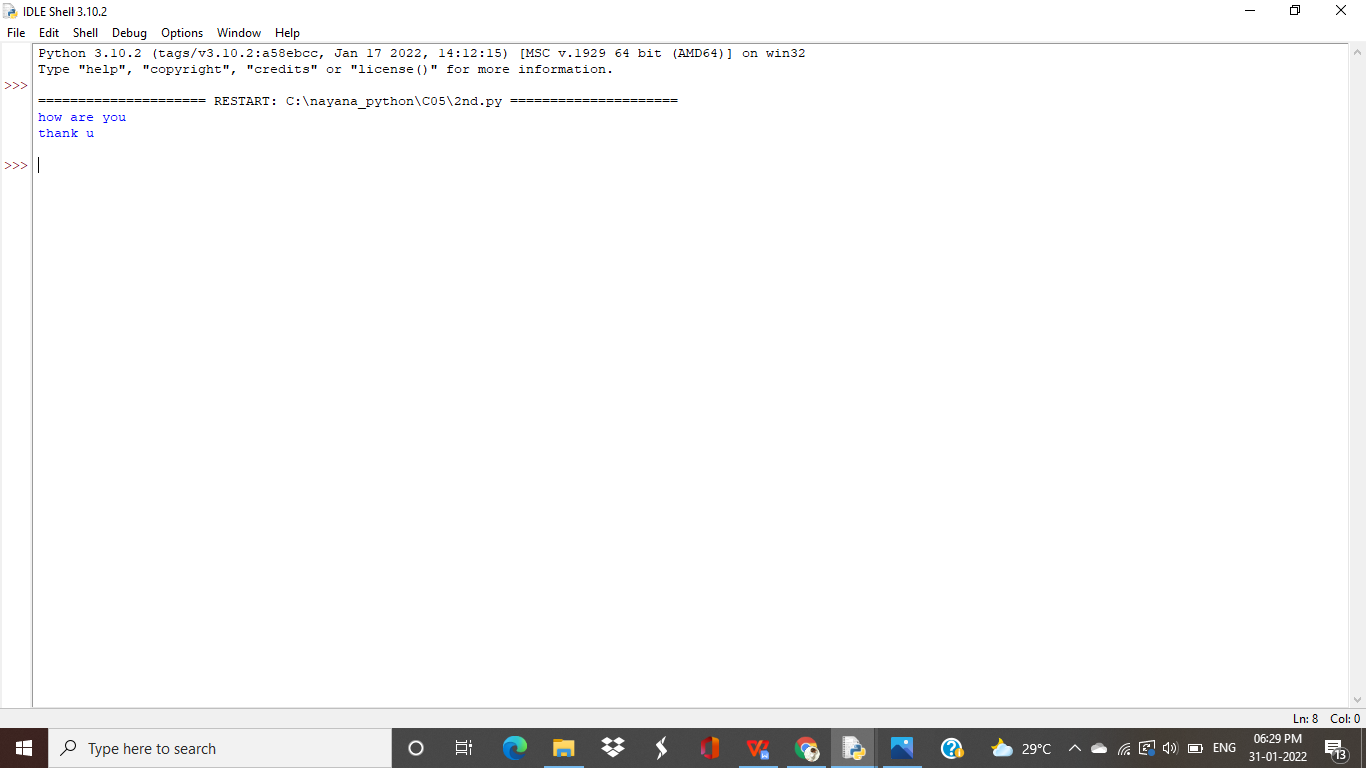 IDLE Shell 3.10.2
File Edit Shell Debug Options Window Help
Python 3.10.2 (tags/v3.10.2:a58ebcc, Jan 17 2022, 14:12:15) [MSC v.1929 64 bit (AMD64)] on win32
Type "help", "copyright", "credits" or "license()" for more information.
>>>
===================== RESTART: C:\nayana_python\C05\2nd.py =====================
how are you
thank u
>>>
Ln: 8 Col: 0
Type here to search
29°C ENG 06:29 PM
31-01-2022
13